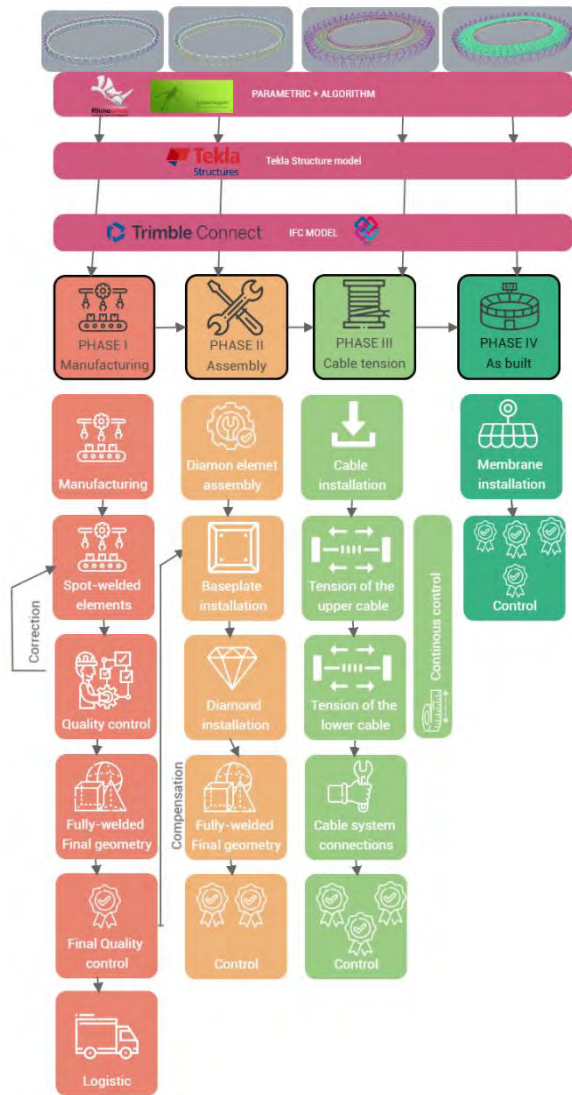 PARAMETRIC + ALGORITHM
Tekla
Structures
Tekla Structure model
Trimble Connect
IFC MODEL
PHASE I
Manufacturing
PHASE II
Assembly
PHASE III
Cable tension
PHASE IV
As built
Manufacturing
Spot-welded
elements
Correction
Quality control
Fully-welded
Final geometry
Final Quality
control
Logistic
Compensation
Diamon elemet
assembly
Baseplate
installation
Diamond
installation
Fully-welded
Final geometry
Control
Cable
installation
Tension of the
upper cable
Tension of the
lower cable
Cable system
connections
Control
Continous control
Membrane
installation
Control